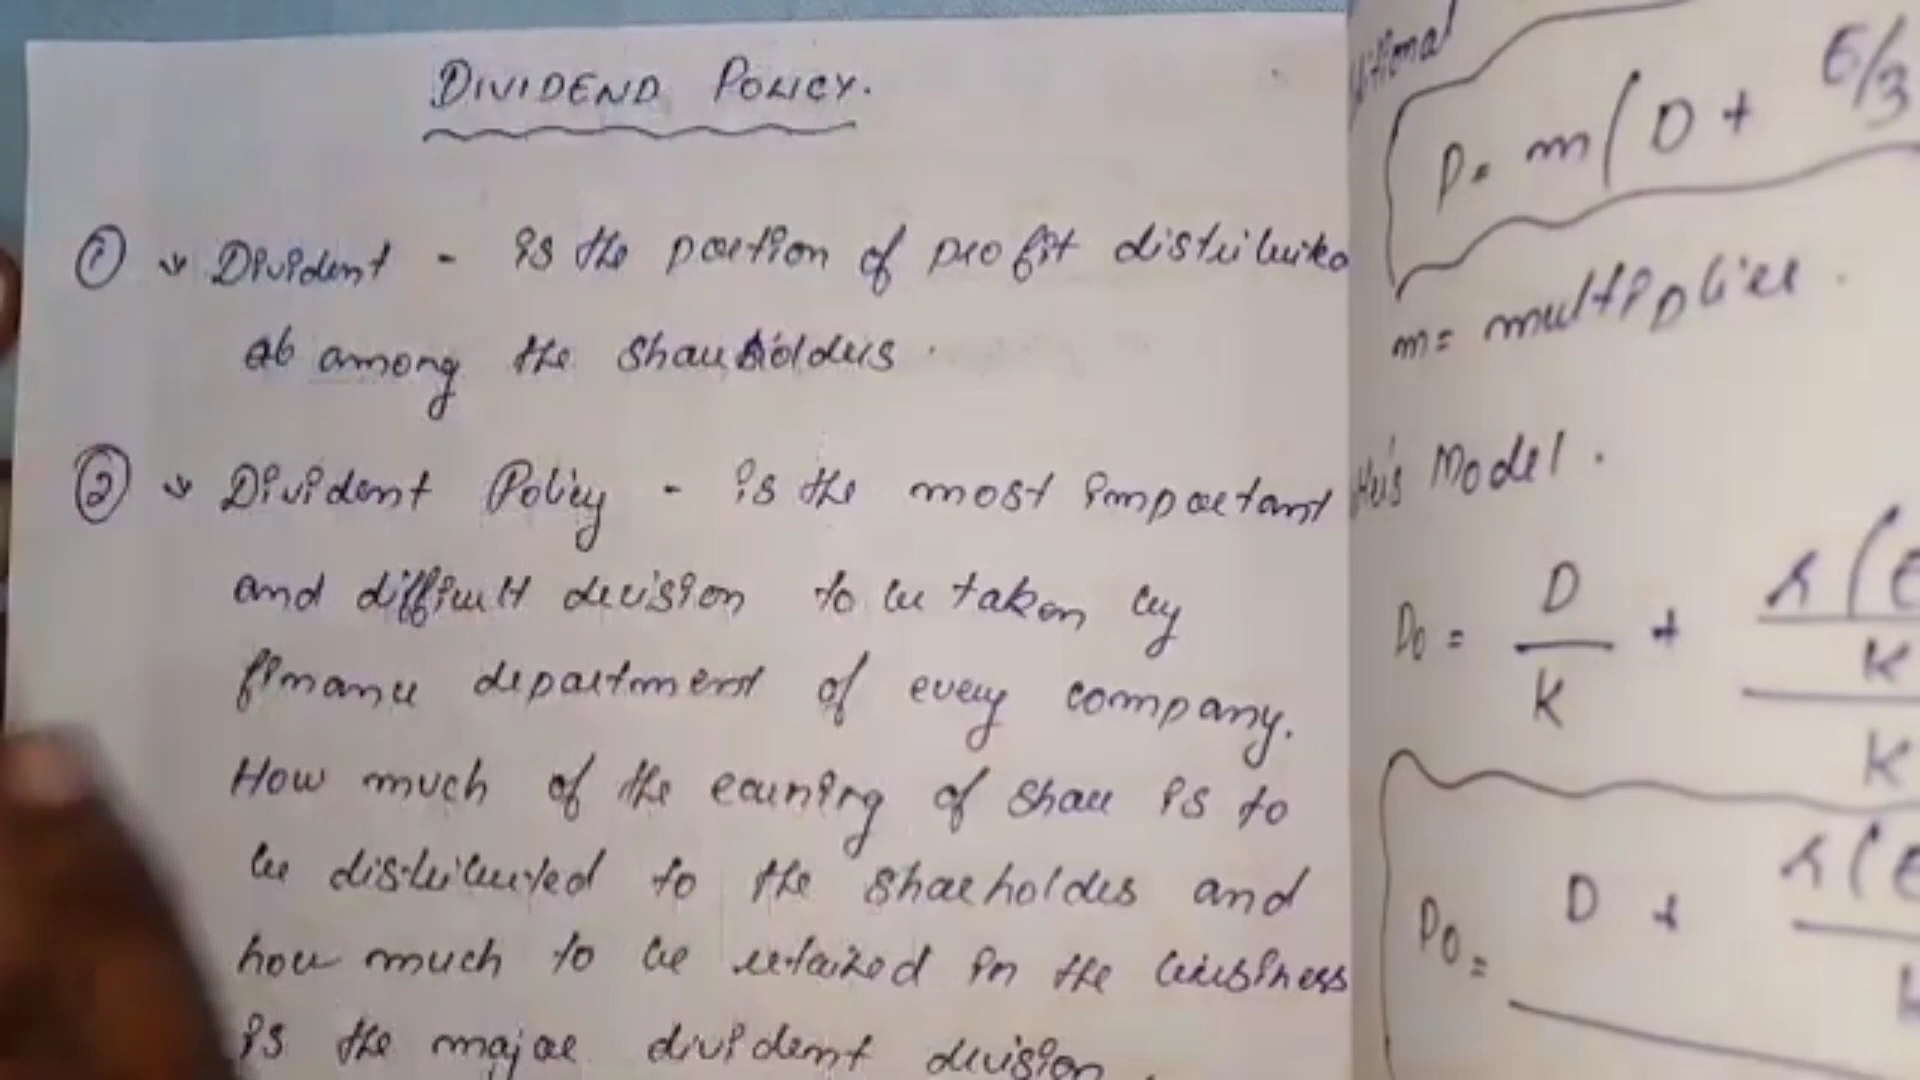 DIVIDEND POLICY.
① Divident - is the portion of profit distributed
ab among the shareholders.
② Divident Policy - is the most important
and difficult decision to be taken by
finance department of every company.
How much of the earning of share is to
be distributed to the shareholdes and
how much to be retained in the business
is the major divident decision.
P = m ( D + E/3
m = multiplier.
Model.
P0 = D/K + r(E
K
K
P0 = D + r(E
K